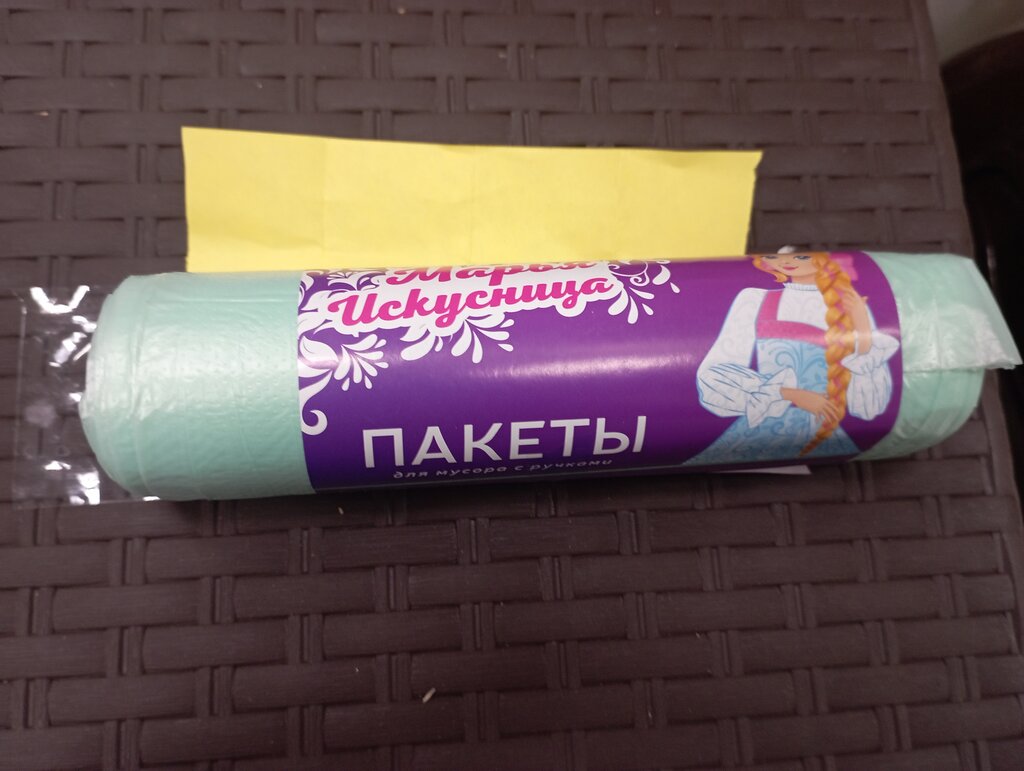 Марья
Искусница
ПАКЕТЫ
для мусора с ручками